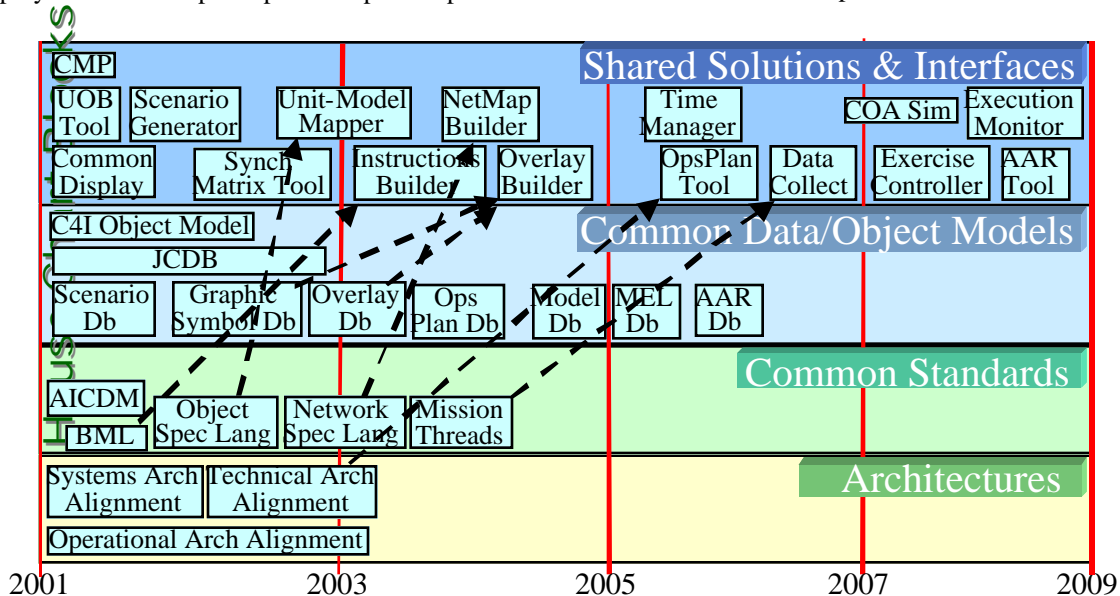 Shared Solutions & Interfaces
CMP
UOB
Tool
Scenario
Generator
Unit-Model
Mapper
NetMap
Builder
Time
Manager
COA Sim
Execution
Monitor
Common
Display
Synch
Matrix Tool
Instructions
Builder
Overlay
Builder
OpsPlan
Tool
Data
Collect
Exercise
Controller
AAR
Tool
Common Data/Object Models
C4I Object Model
JCDB
Scenario
Db
Graphic
Symbol Db
Overlay
Db
Ops
Plan Db
Model
Db
MEL
Db
AAR
Db
Common Standards
AICDM
BML
Object
Spec Lang
Network
Spec Lang
Mission
Threads
Architectures
Systems Arch
Alignment
Technical Arch
Alignment
Operational Arch Alignment
2001
2003
2005
2007
2009